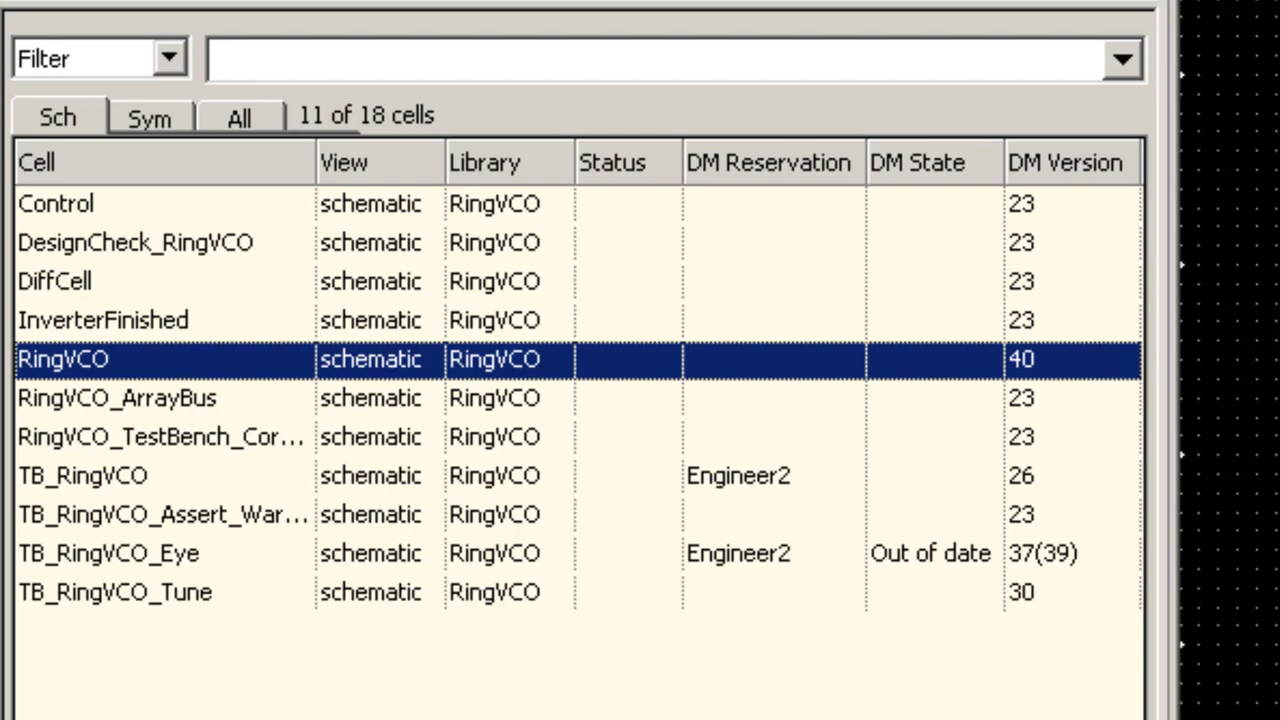 Filter
Sch Sym All 11 of 18 cells
Cell View Library Status DM Reservation DM State DM Version
Control schematic RingVCO 23
DesignCheck_RingVCO schematic RingVCO 23
DiffCell schematic RingVCO 23
InverterFinished schematic RingVCO 23
RingVCO schematic RingVCO 40
RingVCO_ArrayBus schematic RingVCO 23
RingVCO_TestBench_Cor... schematic RingVCO 23
TB_RingVCO schematic RingVCO Engineer2 26
TB_RingVCO_Assert_War... schematic RingVCO 23
TB_RingVCO_Eye schematic RingVCO Engineer2 Out of date 37(39)
TB_RingVCO_Tune schematic RingVCO 30